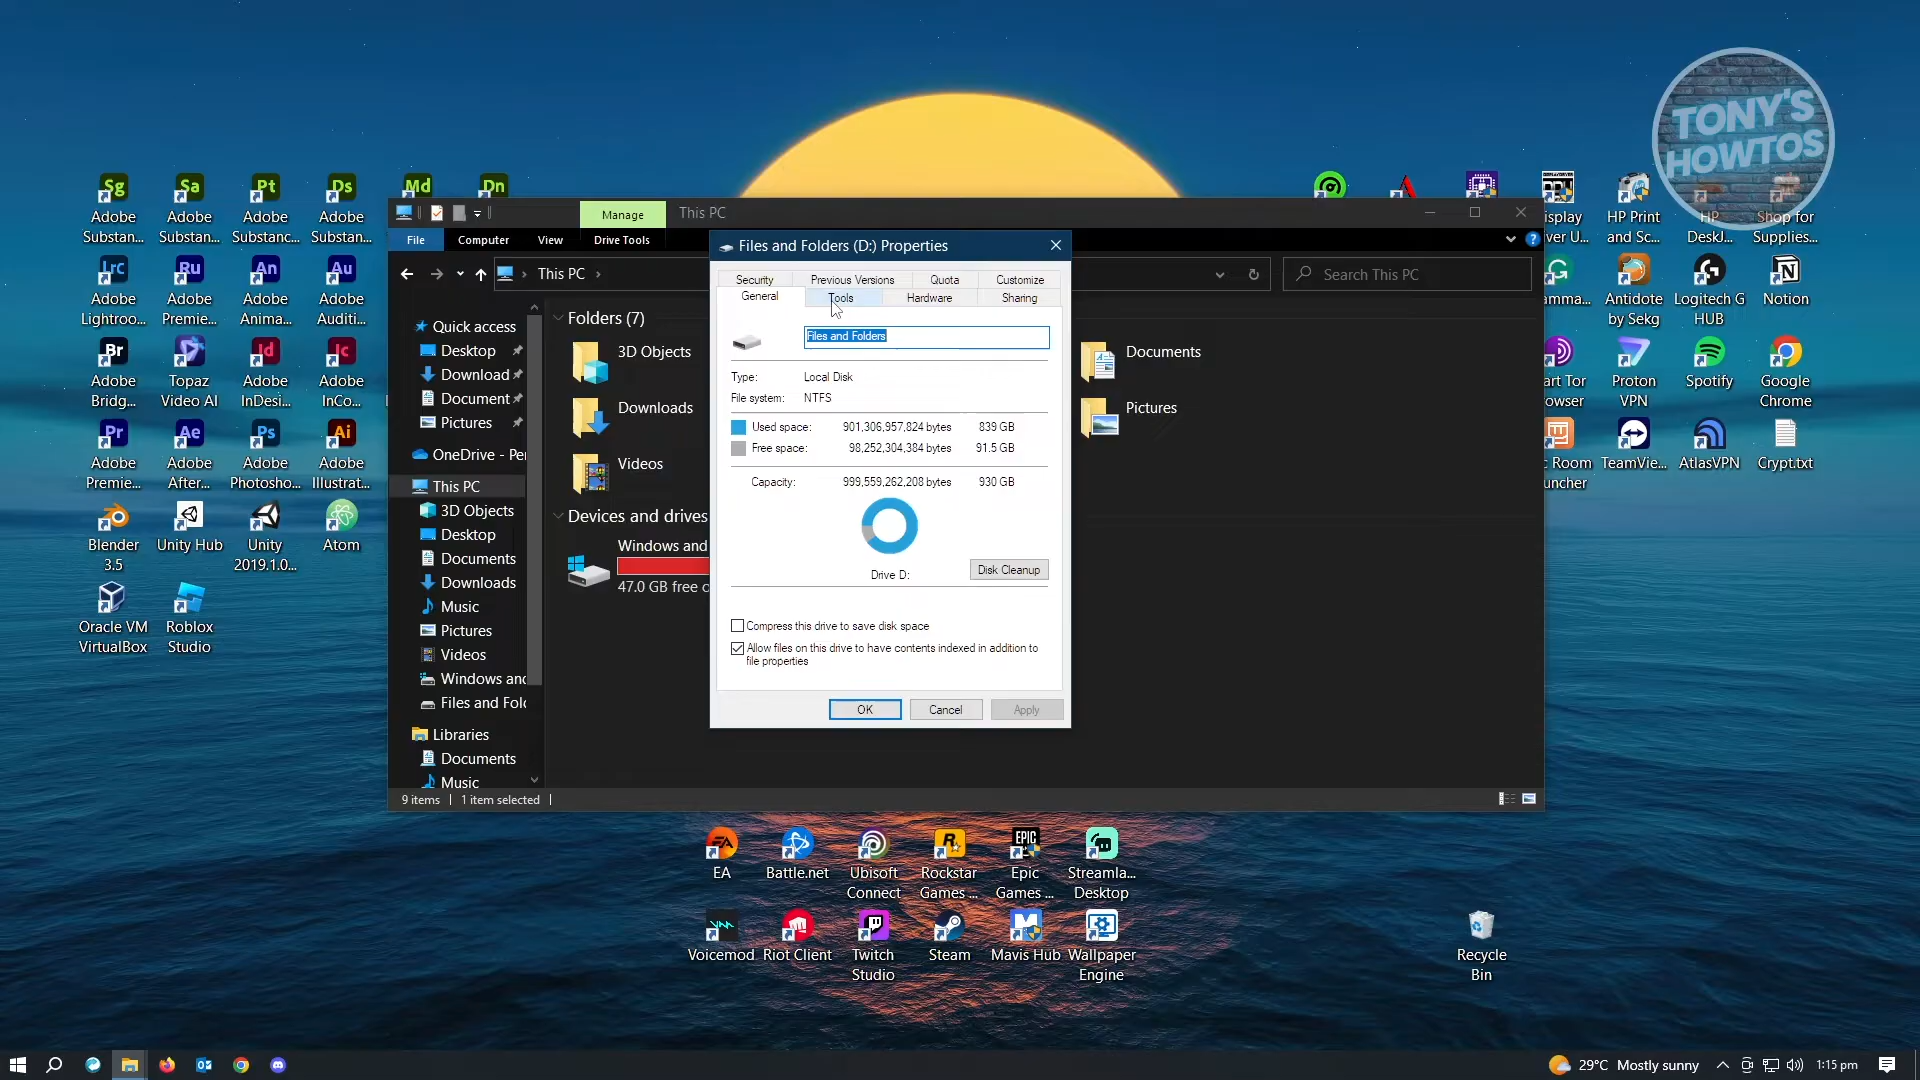 TONY'S
HOWTOS
Adobe
Substan...
Adobe
Substan...
Adobe
Substanc...
Adobe
Substan...
HP Print
and Sc...
HP
DeskJ...
Shop for
Supplies...
Adobe
Lightroo...
Adobe
Premie...
Adobe
Anima...
Adobe
Auditi...
Antidote
by Sekg
Logitech G
HUB
Notion
Adobe
Bridg...
Topaz
Video AI
Adobe
InDesi...
Adobe
InCo...
Proton
VPN
Spotify
Google
Chrome
Adobe
Premie...
Adobe
After...
Adobe
Photosho...
Adobe
Illustrat...
TeamVie...
AtlasVPN
Crypt.txt
Blender
3.5
Unity Hub
Unity
2019.1.0...
Atom
Oracle VM
VirtualBox
Roblox
Studio
Manage
This PC
File
Computer
View
Drive Tools
This PC
Search This PC
Quick access
Desktop
Download
Document
Pictures
OneDrive - Per
This PC
3D Objects
Desktop
Documents
Downloads
Music
Pictures
Videos
Windows and
Files and Fold
Libraries
Documents
Music
Folders (7)
3D Objects
Downloads
Videos
Documents
Pictures
Devices and drives
Windows and
47.0 GB free o
9 items
1 item selected
Files and Folders (D:) Properties
Security
Previous Versions
Quota
Customize
General
Tools
Hardware
Sharing
Files and Folders
Type: Local Disk
File system: NTFS
Used space: 901,306,957,824 bytes 839 GB
Free space: 98,252,304,384 bytes 91.5 GB
Capacity: 999,559,262,208 bytes 930 GB
Drive D:
Disk Cleanup
Compress this drive to save disk space
Allow files on this drive to have contents indexed in addition to
file properties
OK
Cancel
Apply
EA
Battle.net
Ubisoft
Connect
Rockstar
Games ...
Epic
Games ...
Streamla...
Desktop
Voicemod
Riot Client
Twitch
Studio
Steam
Mavis Hub
Wallpaper
Engine
Recycle
Bin
29°C Mostly sunny
1:15 pm